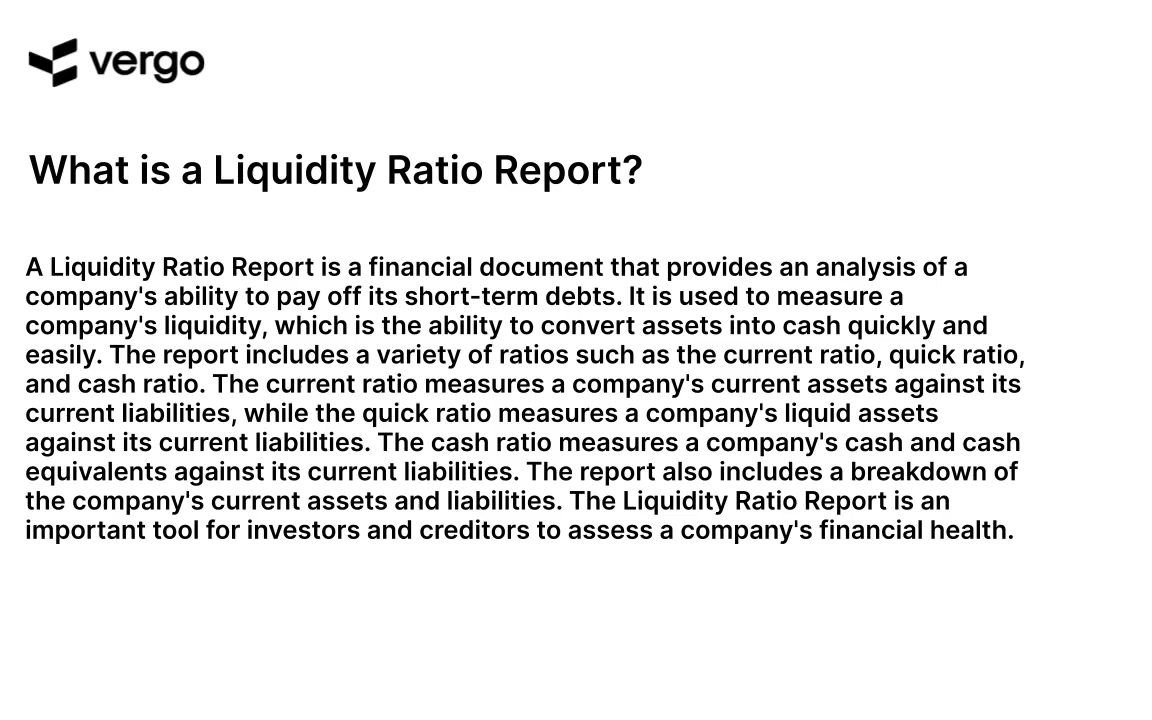 vergo
What is a Liquidity Ratio Report?
A Liquidity Ratio Report is a financial document that provides an analysis of a
company's ability to pay off its short-term debts. It is used to measure a
company's liquidity, which is the ability to convert assets into cash quickly and
easily. The report includes a variety of ratios such as the current ratio, quick ratio,
and cash ratio. The current ratio measures a company's current assets against its
current liabilities, while the quick ratio measures a company's liquid assets
against its current liabilities. The cash ratio measures a company's cash and cash
equivalents against its current liabilities. The report also includes a breakdown of
the company's current assets and liabilities. The Liquidity Ratio Report is an
important tool for investors and creditors to assess a company's financial health.